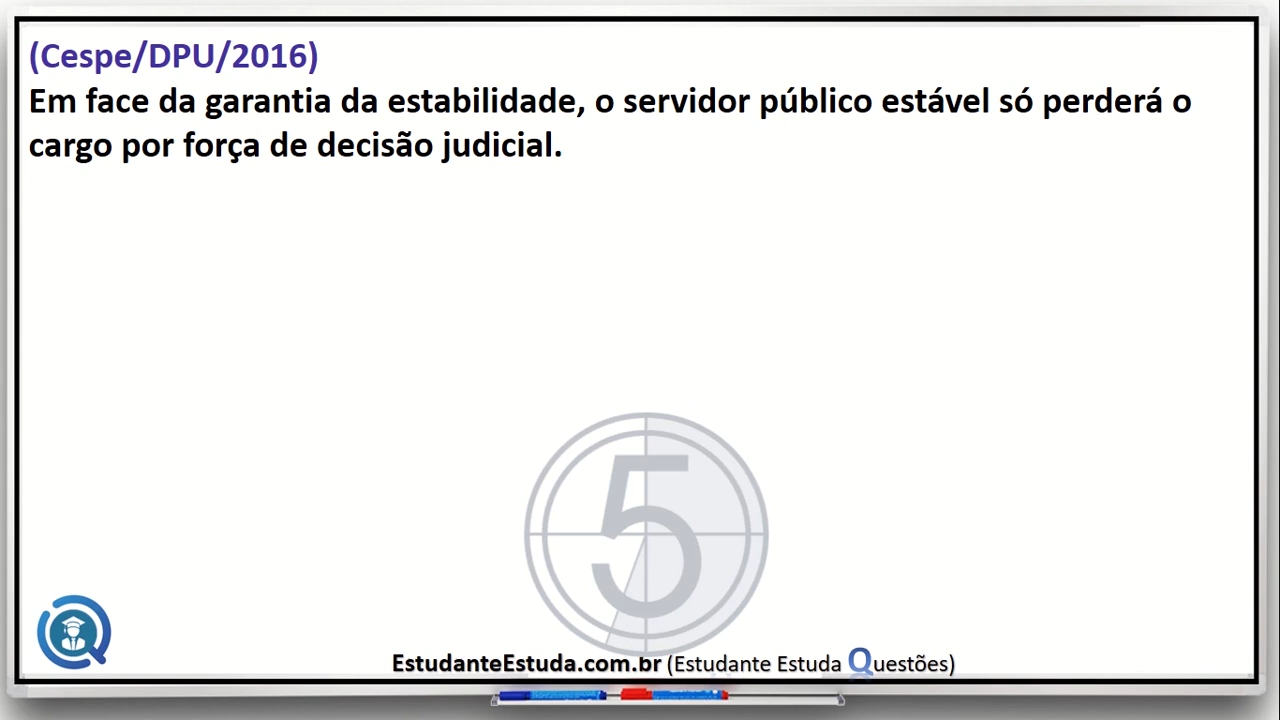 (Cespe/DPU/2016)
Em face da garantia da estabilidade, o servidor público estável só perderá o
cargo por força de decisão judicial.
5
EstudanteEstuda.com.br (Estudante Estuda Questões)